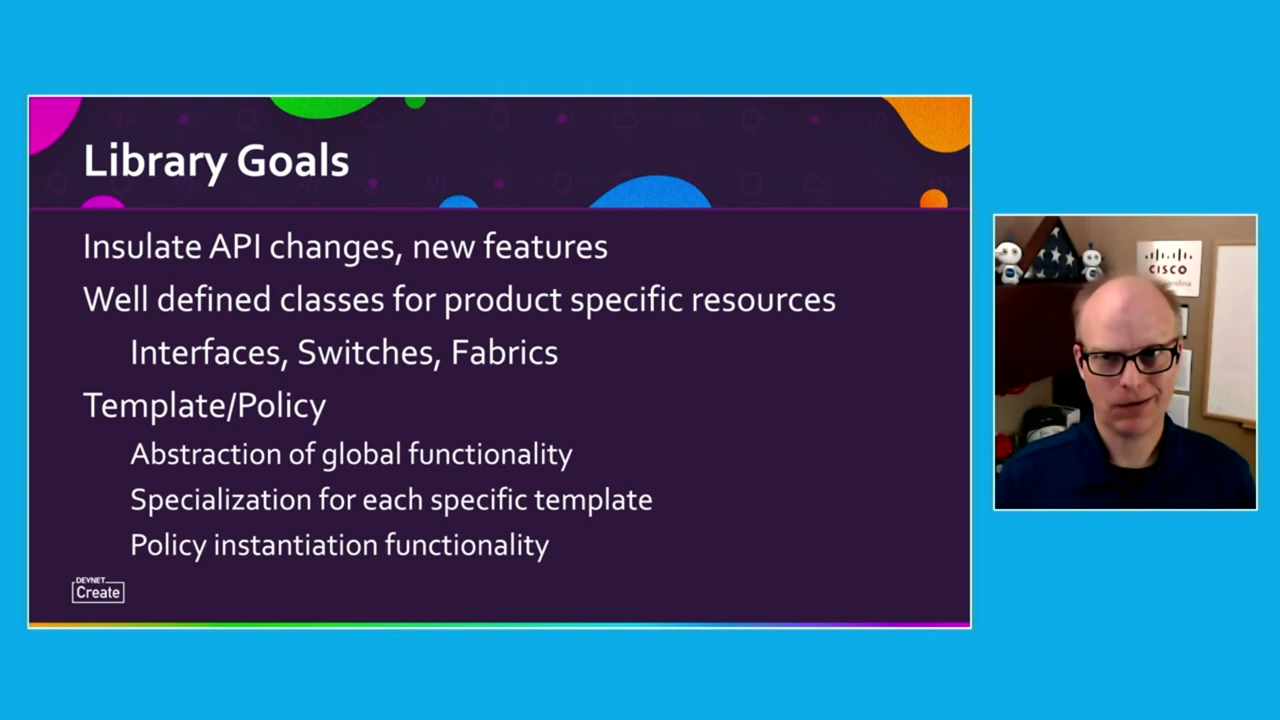 Library Goals
Insulate API changes, new features
Well defined classes for product specific resources
Interfaces, Switches, Fabrics
Template/Policy
Abstraction of global functionality
Specialization for each specific template
Policy instantiation functionality
DEVNET
Create
CISCO